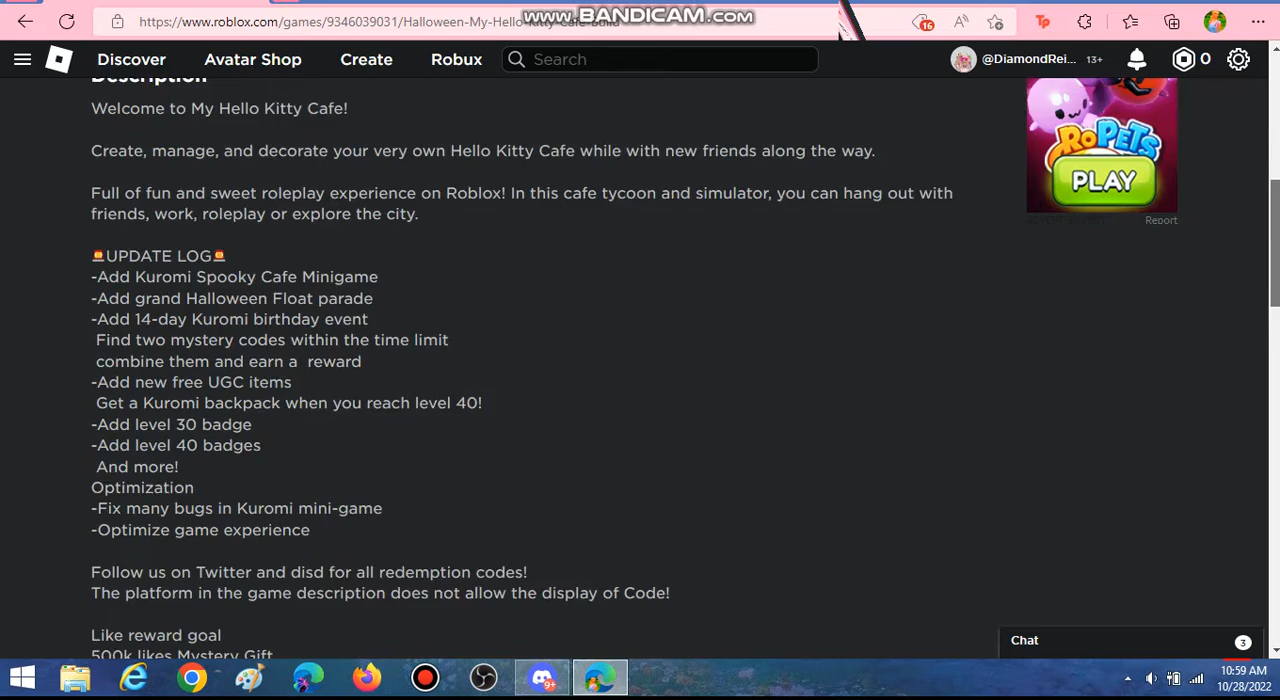 https://www.roblox.com/games/9346039031/Halloween-My-Hello-Kitty-Cafe-Build
www.BANDICAM.com
16
Tp
Discover
Avatar Shop
Create
Robux
Search
@DiamondRei...
13+
0
Description
Welcome to My Hello Kitty Cafe!
Create, manage, and decorate your very own Hello Kitty Cafe while with new friends along the way.
Full of fun and sweet roleplay experience on Roblox! In this cafe tycoon and simulator, you can hang out with
friends, work, roleplay or explore the city.
UPDATE LOG
-Add Kuromi Spooky Cafe Minigame
-Add grand Halloween Float parade
-Add 14-day Kuromi birthday event
Find two mystery codes within the time limit
combine them and earn a reward
-Add new free UGC items
Get a Kuromi backpack when you reach level 40!
-Add level 30 badge
-Add level 40 badges
And more!
Optimization
-Fix many bugs in Kuromi mini-game
-Optimize game experience
Follow us on Twitter and disd for all redemption codes!
The platform in the game description does not allow the display of Code!
Like reward goal
500k likes Mystery Gift
ROPETS
PLAY
Report
Chat
3
9+
10:59 AM
10/28/2022